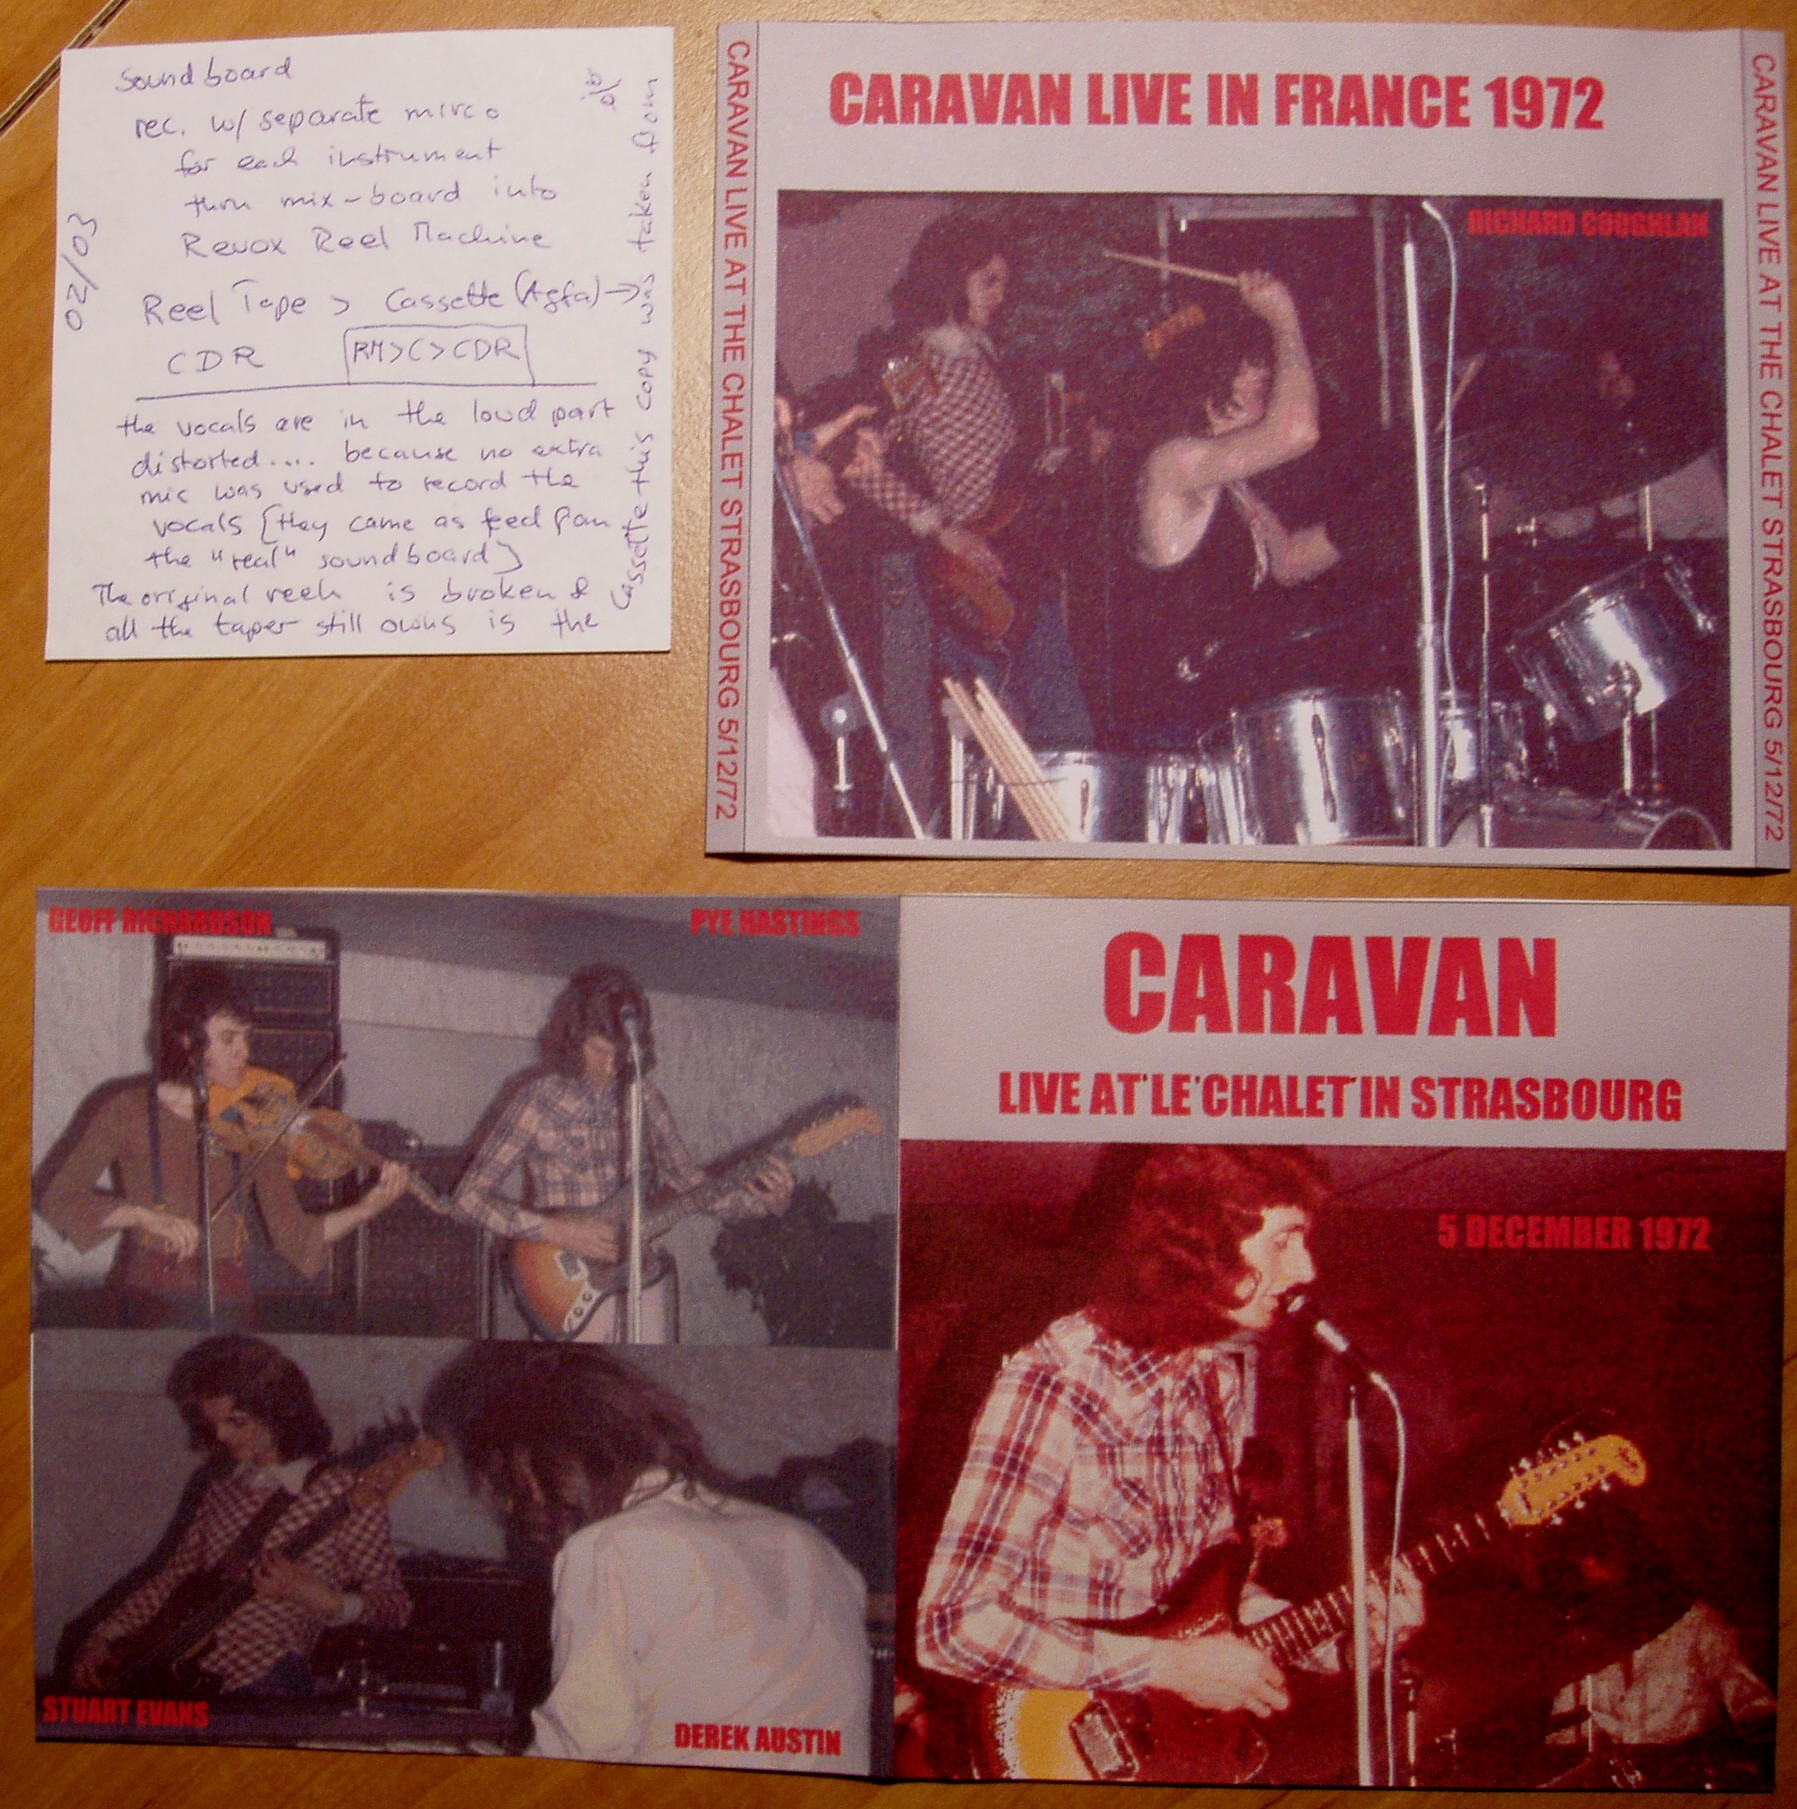 Soundboard
rec. w/ separate mirco
for each instrument
thru mix-board into
Revox Reel Machine
Reel Tape > Cassette (Agfa) →
CDR RM>C>CDR
the vocals are in the loud part
distorted.... because no extra
mic was used to record the
vocals [they came as feed from
the "real" soundboard]
The original reel is broken &
all the taper still owns is the
Cassette this copy was taken from
02/03
CARAVAN LIVE AT THE CHALET STRASBOURG 5/12/72
CARAVAN LIVE IN FRANCE 1972
RICHARD COUGHLAN
CARAVAN LIVE AT THE CHALET STRASBOURG 5/12/72
GEOFF RICHARDSON
PYE HASTINGS
STUART EVANS
DEREK AUSTIN
CARAVAN
LIVE AT'LE'CHALET'IN STRASBOURG
5 DECEMBER 1972